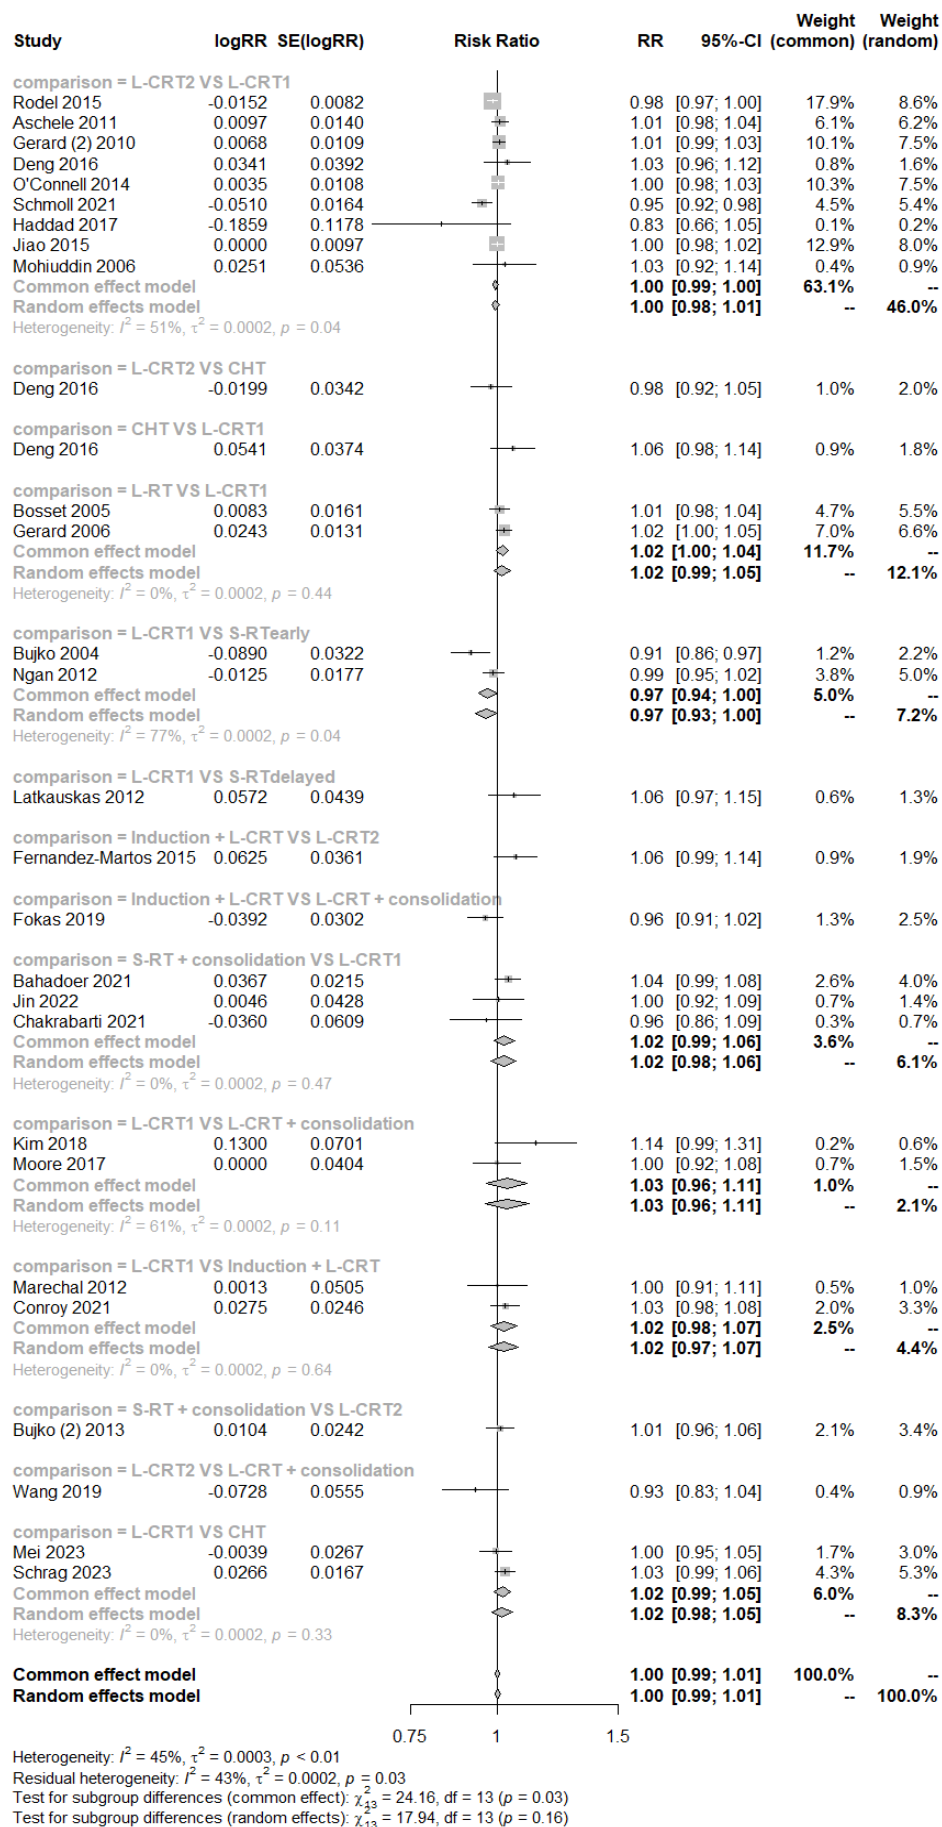 Weight Weight
Study logRR SE(logRR) Risk Ratio RR 95%-CI (common) (random)
comparison = L-CRT2 VS L-CRT1
Rodel 2015 -0.0152 0.0082 0.98 [0.97; 1.00] 17.9% 8.6%
Aschele 2011 0.0097 0.0140 1.01 [0.98; 1.04] 6.1% 6.2%
Gerard (2) 2010 0.0068 0.0109 1.01 [0.99; 1.03] 10.1% 7.5%
Deng 2016 0.0341 0.0392 1.03 [0.96; 1.12] 0.8% 1.6%
O'Connell 2014 0.0035 0.0108 1.00 [0.98; 1.03] 10.3% 7.5%
Schmoll 2021 -0.0510 0.0164 0.95 [0.92; 0.98] 4.5% 5.4%
Haddad 2017 -0.1859 0.1178 0.83 [0.66; 1.05] 0.1% 0.2%
Jiao 2015 0.0000 0.0097 1.00 [0.98; 1.02] 12.9% 8.0%
Mohiuddin 2006 0.0251 0.0536 1.03 [0.92; 1.14] 0.4% 0.9%
Common effect model 1.00 [0.99; 1.00] 63.1% --
Random effects model 1.00 [0.98; 1.01] -- 46.0%
Heterogeneity: I² = 51%, τ² = 0.0002, p = 0.04
comparison = L-CRT2 VS CHT
Deng 2016 -0.0199 0.0342 0.98 [0.92; 1.05] 1.0% 2.0%
comparison = CHT VS L-CRT1
Deng 2016 0.0541 0.0374 1.06 [0.98; 1.14] 0.9% 1.8%
comparison = L-RT VS L-CRT1
Bosset 2005 0.0083 0.0161 1.01 [0.98; 1.04] 4.7% 5.5%
Gerard 2006 0.0243 0.0131 1.02 [1.00; 1.05] 7.0% 6.6%
Common effect model 1.02 [1.00; 1.04] 11.7% --
Random effects model 1.02 [0.99; 1.05] -- 12.1%
Heterogeneity: I² = 0%, τ² = 0.0002, p = 0.44
comparison = L-CRT1 VS S-RTearly
Bujko 2004 -0.0890 0.0322 0.91 [0.86; 0.97] 1.2% 2.2%
Ngan 2012 -0.0125 0.0177 0.99 [0.95; 1.02] 3.8% 5.0%
Common effect model 0.97 [0.94; 1.00] 5.0% --
Random effects model 0.97 [0.93; 1.00] -- 7.2%
Heterogeneity: I² = 77%, τ² = 0.0002, p = 0.04
comparison = L-CRT1 VS S-RTdelayed
Latkauskas 2012 0.0572 0.0439 1.06 [0.97; 1.15] 0.6% 1.3%
comparison = Induction + L-CRT VS L-CRT2
Fernandez-Martos 2015 0.0625 0.0361 1.06 [0.99; 1.14] 0.9% 1.9%
comparison = Induction + L-CRT VS L-CRT + consolidation
Fokas 2019 -0.0392 0.0302 0.96 [0.91; 1.02] 1.3% 2.5%
comparison = S-RT + consolidation VS L-CRT1
Bahadoer 2021 0.0367 0.0215 1.04 [0.99; 1.08] 2.6% 4.0%
Jin 2022 0.0046 0.0428 1.00 [0.92; 1.09] 0.7% 1.4%
Chakrabarti 2021 -0.0360 0.0609 0.96 [0.86; 1.09] 0.3% 0.7%
Common effect model 1.02 [0.99; 1.06] 3.6% --
Random effects model 1.02 [0.98; 1.06] -- 6.1%
Heterogeneity: I² = 0%, τ² = 0.0002, p = 0.47
comparison = L-CRT1 VS L-CRT + consolidation
Kim 2018 0.1300 0.0701 1.14 [0.99; 1.31] 0.2% 0.6%
Moore 2017 0.0000 0.0404 1.00 [0.92; 1.08] 0.7% 1.5%
Common effect model 1.03 [0.96; 1.11] 1.0% --
Random effects model 1.03 [0.96; 1.11] -- 2.1%
Heterogeneity: I² = 61%, τ² = 0.0002, p = 0.11
comparison = L-CRT1 VS Induction + L-CRT
Marechal 2012 0.0013 0.0505 1.00 [0.91; 1.11] 0.5% 1.0%
Conroy 2021 0.0275 0.0246 1.03 [0.98; 1.08] 2.0% 3.3%
Common effect model 1.02 [0.98; 1.07] 2.5% --
Random effects model 1.02 [0.97; 1.07] -- 4.4%
Heterogeneity: I² = 0%, τ² = 0.0002, p = 0.64
comparison = S-RT + consolidation VS L-CRT2
Bujko (2) 2013 0.0104 0.0242 1.01 [0.96; 1.06] 2.1% 3.4%
comparison = L-CRT2 VS L-CRT + consolidation
Wang 2019 -0.0728 0.0555 0.93 [0.83; 1.04] 0.4% 0.9%
comparison = L-CRT1 VS CHT
Mei 2023 -0.0039 0.0267 1.00 [0.95; 1.05] 1.7% 3.0%
Schrag 2023 0.0266 0.0167 1.03 [0.99; 1.06] 4.3% 5.3%
Common effect model 1.02 [0.99; 1.05] 6.0% --
Random effects model 1.02 [0.98; 1.05] -- 8.3%
Heterogeneity: I² = 0%, τ² = 0.0002, p = 0.33
Common effect model 1.00 [0.99; 1.01] 100.0% --
Random effects model 1.00 [0.99; 1.01] -- 100.0%
0.75 1 1.5
Heterogeneity: I² = 45%, τ² = 0.0003, p < 0.01
Residual heterogeneity: I² = 43%, τ² = 0.0002, p = 0.03
Test for subgroup differences (common effect): χ²₁₃ = 24.16, df = 13 (p = 0.03)
Test for subgroup differences (random effects): χ²₁₃ = 17.94, df = 13 (p = 0.16)